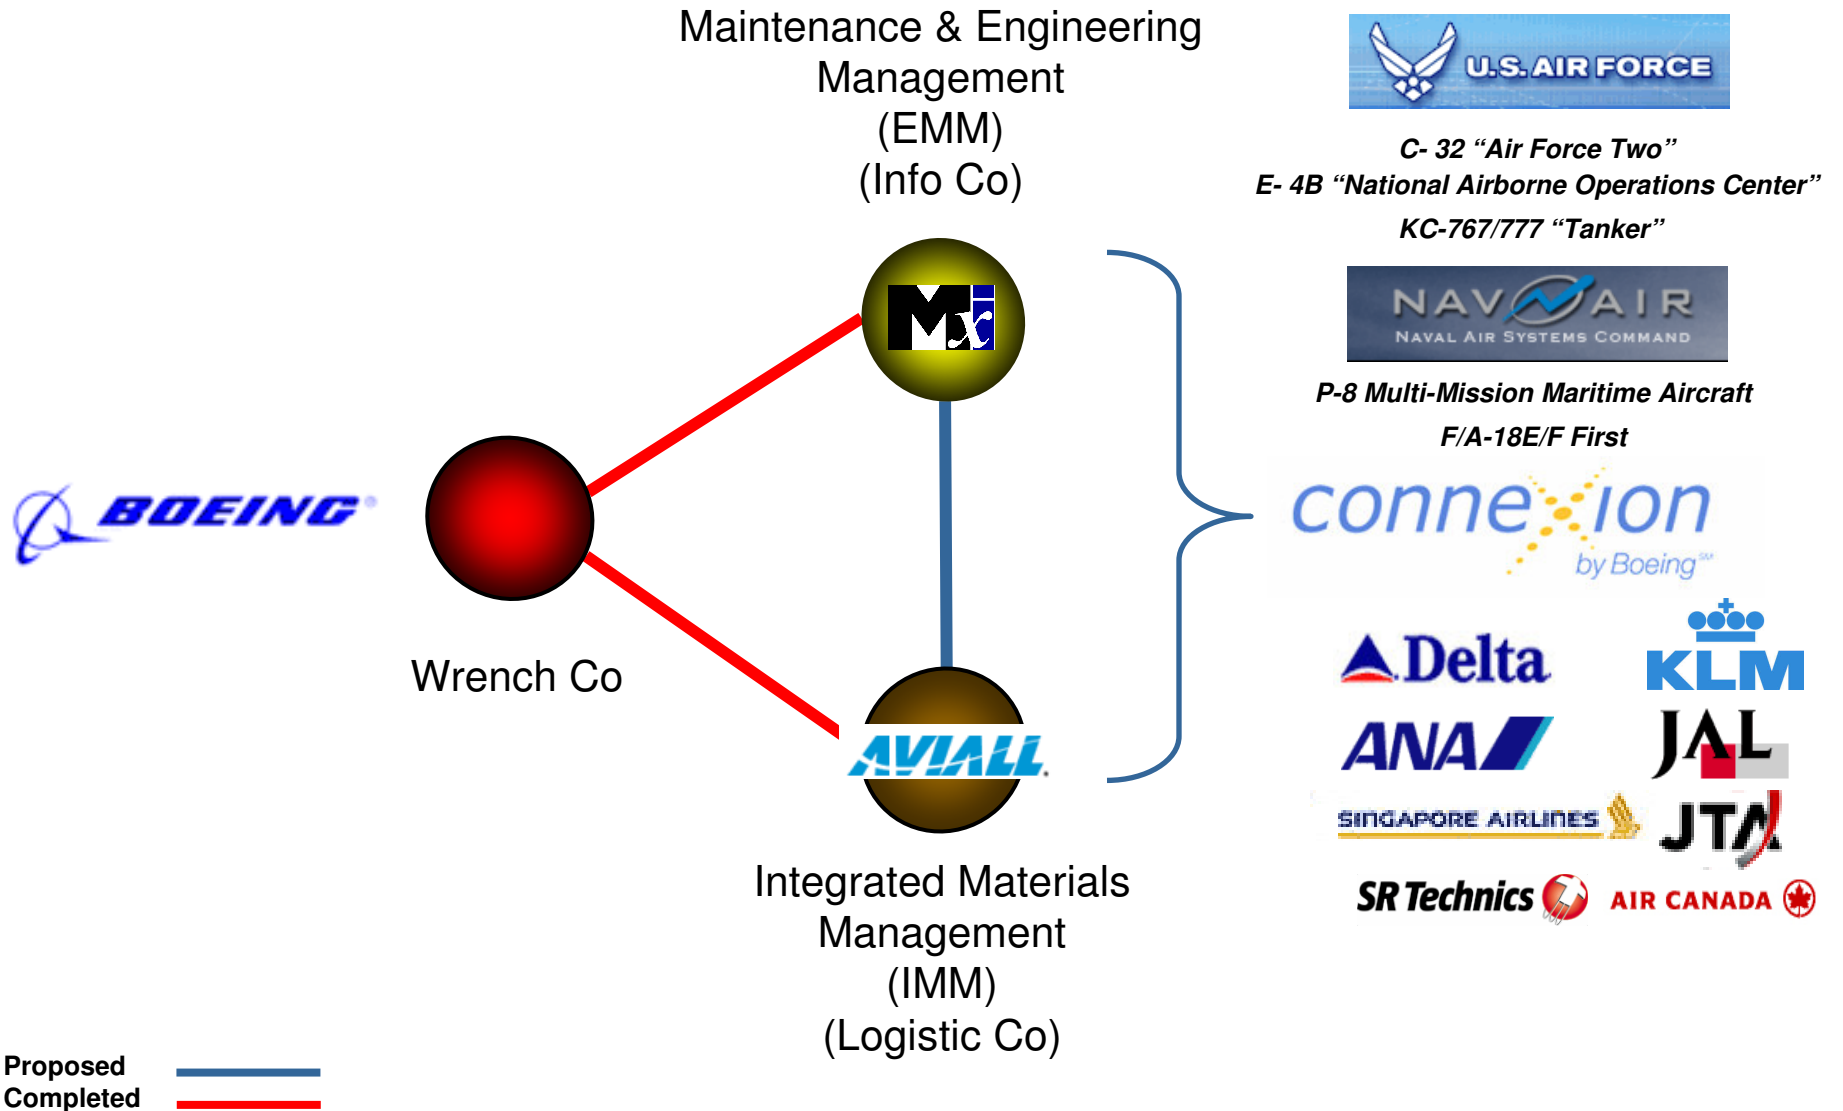 Maintenance & Engineering
Management
(EMM)
(Info Co)
U.S. AIR FORCE
C- 32 “Air Force Two”
E- 4B “National Airborne Operations Center”
KC-767/777 “Tanker”
Mxi
NAVAIR
NAVAL AIR SYSTEMS COMMAND
P-8 Multi-Mission Maritime Aircraft
F/A-18E/F First
BOEING®
connexion
by Boeing℠
Wrench Co
Delta
KLM
AVIALL.
ANA
JAL
SINGAPORE AIRLINES
JTA
SR Technics
AIR CANADA
Integrated Materials
Management
(IMM)
(Logistic Co)
Proposed
Completed